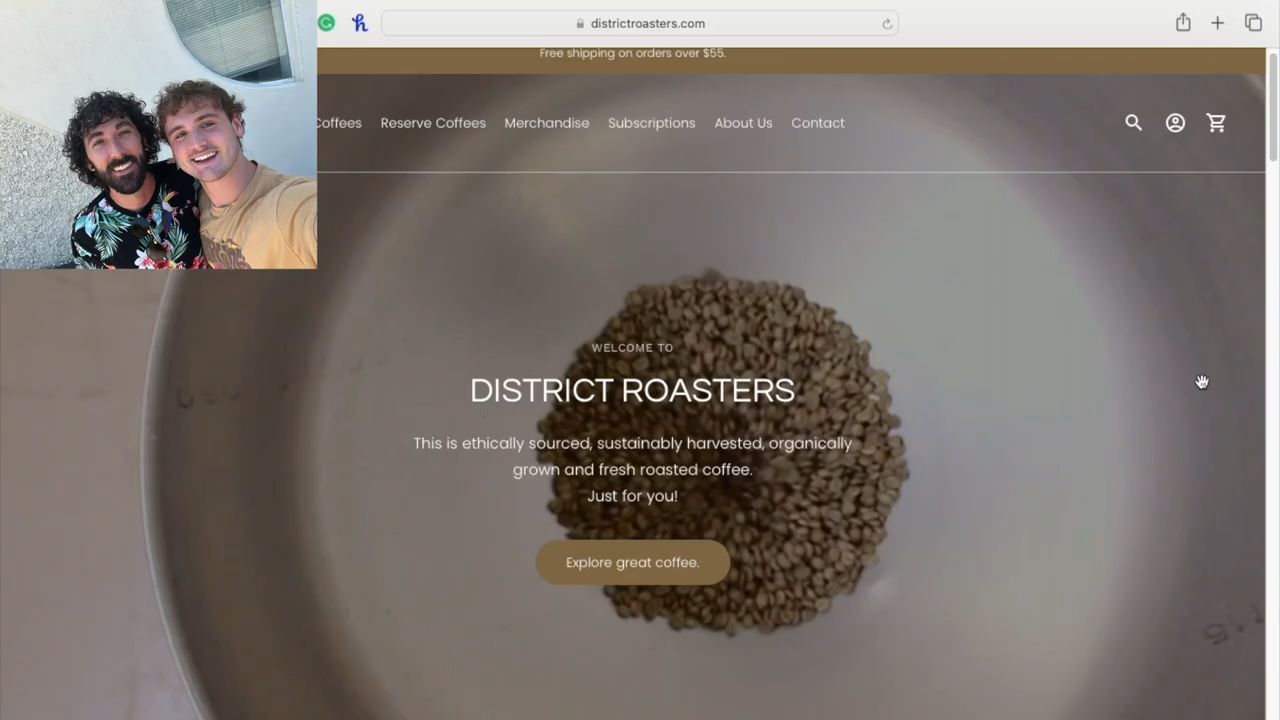 districtroasters.com
Free shipping on orders over $55.
Coffees Reserve Coffees Merchandise Subscriptions About Us Contact
WELCOME TO
DISTRICT ROASTERS
This is ethically sourced, sustainably harvested, organically
grown and fresh roasted coffee.
Just for you!
Explore great coffee.